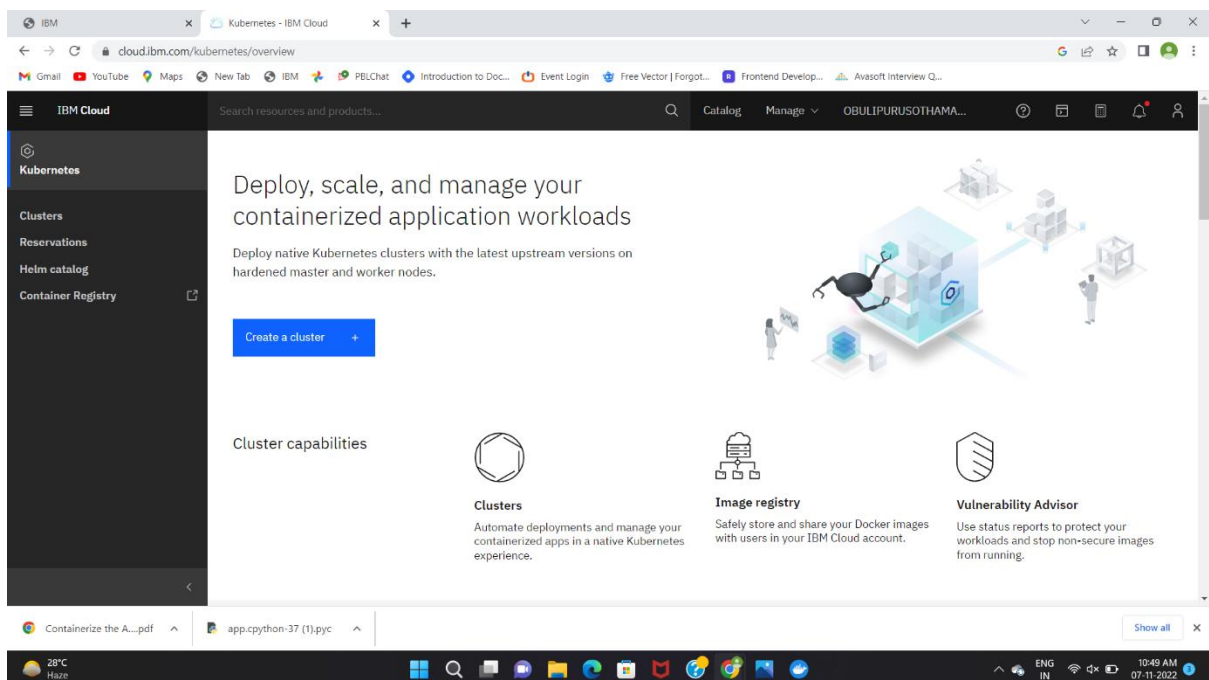 IBM
Kubernetes - IBM Cloud
cloud.ibm.com/kubernetes/overview
Gmail YouTube Maps New Tab IBM PBLChat Introduction to Doc... Event Login Free Vector | Forgot... Frontend Develop... Avasoft Interview Q...
IBM Cloud Search resources and products... Catalog Manage OBULIPURUSOTHAMA...
Kubernetes
Clusters
Reservations
Helm catalog
Container Registry
Deploy, scale, and manage your
containerized application workloads
Deploy native Kubernetes clusters with the latest upstream versions on
hardened master and worker nodes.
Create a cluster +
Cluster capabilities
Clusters
Automate deployments and manage your
containerized apps in a native Kubernetes
experience.
Image registry
Safely store and share your Docker images
with users in your IBM Cloud account.
Vulnerability Advisor
Use status reports to protect your
workloads and stop non-secure images
from running.
Containerize the A....pdf
app.cpython-37 (1).pyc
Show all
28°C
Haze
ENG
IN
10:49 AM
07-11-2022
3